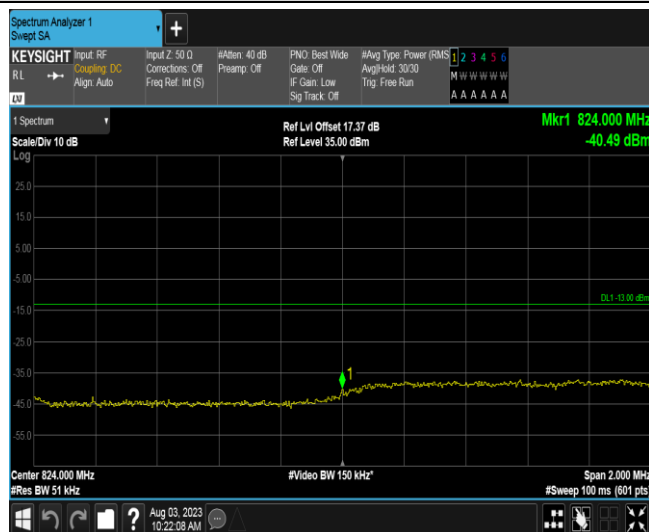 Spectrum Analyzer 1
Swept SA
+
KEYSIGHT
RL
LXI
Input: RF
Coupling: DC
Align: Auto
Input Z: 50 Ω
Corrections: Off
Freq Ref: Int (S)
#Atten: 40 dB
Preamp: Off
PNO: Best Wide
Gate: Off
IF Gain: Low
Sig Track: Off
#Avg Type: Power (RMS
Avg|Hold: 30/30
Trig: Free Run
1 2 3 4 5 6
M W W W W W
A A A A A A
1 Spectrum
Scale/Div 10 dB
Log
Ref Lvl Offset 17.37 dB
Ref Level 35.00 dBm
Mkr1 824.000 MHz
-40.49 dBm
25.0
15.0
5.00
-5.00
DL1 -13.00 dBm
-15.0
-25.0
-35.0
1
-45.0
-55.0
Center 824.000 MHz
#Res BW 51 kHz
#Video BW 150 kHz*
Span 2.000 MHz
#Sweep 100 ms (601 pts)
?
Aug 03, 2023
10:22:08 AM